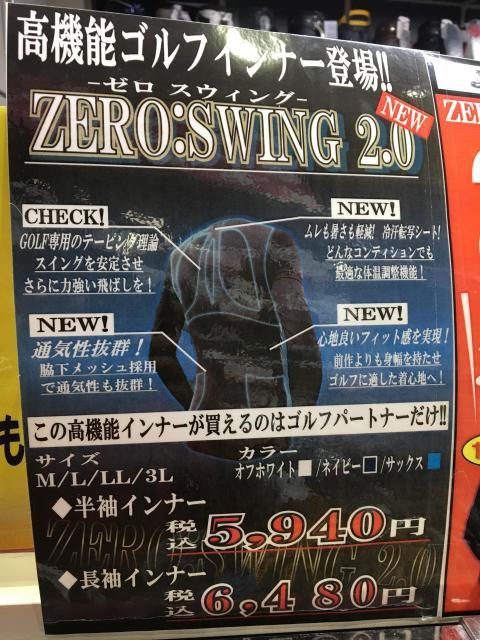 高機能ゴルフインナー登場!!
-ゼロ スウィング-
ZERO:SWING 2.0
NEW
CHECK!
GOLF専用のテーピング理論
スイングを安定させ
さらに力強い飛ばしを!
NEW!
ムレも暑さも軽減! 冷汗転写シート!
どんなコンディションでも
最適な体温調整機能!
NEW!
通気性抜群!
脇下メッシュ採用
で通気性も抜群!
NEW!
心地良いフィット感を実現!
前作よりも身幅を持たせ
ゴルフに適した着心地へ!
この高機能インナーが買えるのはゴルフパートナーだけ!!
サイズ
M/L/LL/3L
カラー
オフホワイト/ネイビー/サックス
◆半袖インナー
税込5,940円
ZERO:SWING 2.0
◆長袖インナー
税込6,480円
も
ZE